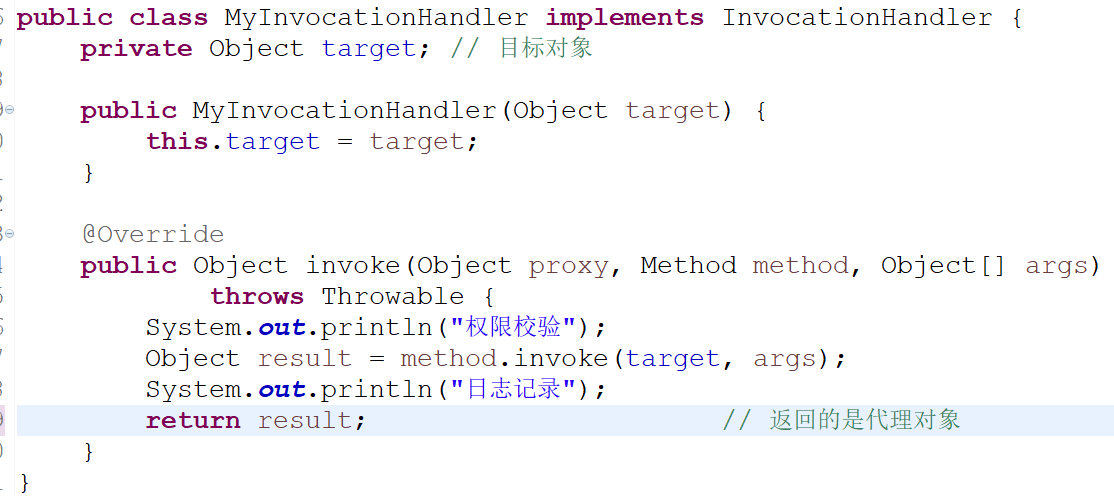 public class MyInvocationHandler implements InvocationHandler {
    private Object target; // 目标对象
    public MyInvocationHandler(Object target) {
        this.target = target;
    }
    @Override
    public Object invoke(Object proxy, Method method, Object[] args)
            throws Throwable {
        System.out.println("权限校验");
        Object result = method.invoke(target, args);
        System.out.println("日志记录");
        return result;                      // 返回的是代理对象
    }
}